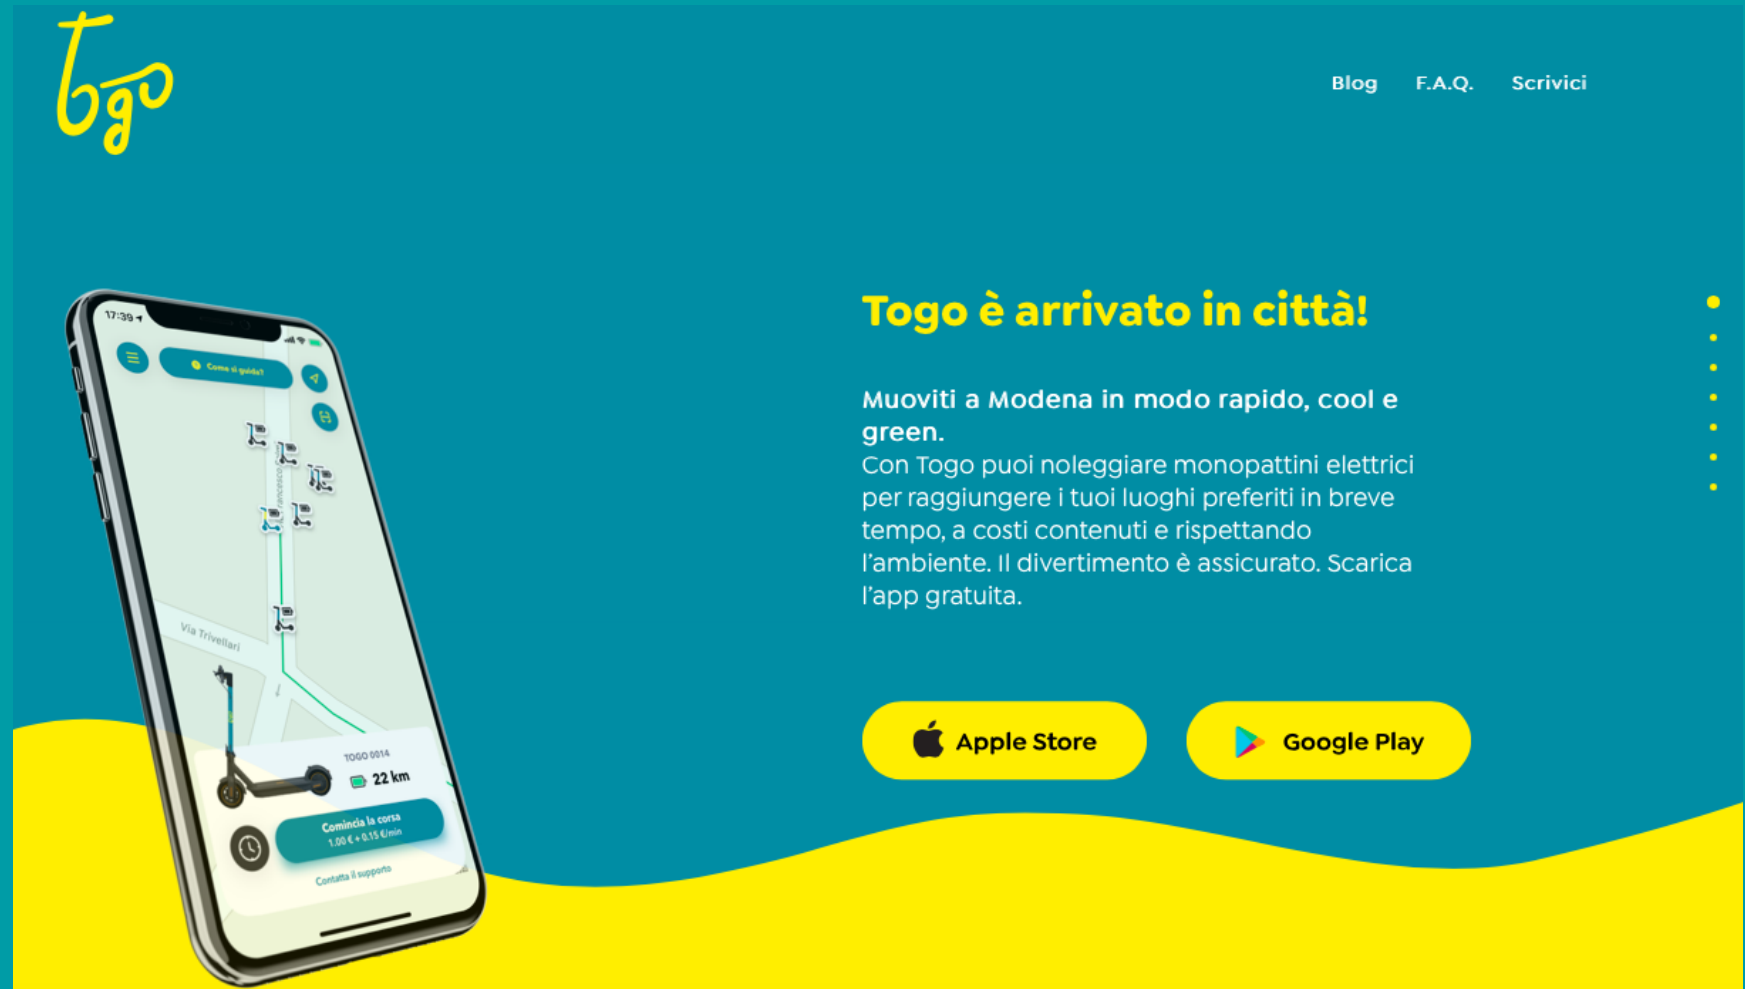 Togo
Blog F.A.Q. Scrivici
Togo è arrivato in città!
Muoviti a Modena in modo rapido, cool e
green.
Con Togo puoi noleggiare monopattini elettrici
per raggiungere i tuoi luoghi preferiti in breve
tempo, a costi contenuti e rispettando
l'ambiente. Il divertimento è assicurato. Scarica
l'app gratuita.
Apple Store
Google Play
17:39
Come si guida?
Via Trivellari
TOGO 0014
22 km
Comincia la corsa
1.00 € + 0.15 €/min
Contatta il supporto